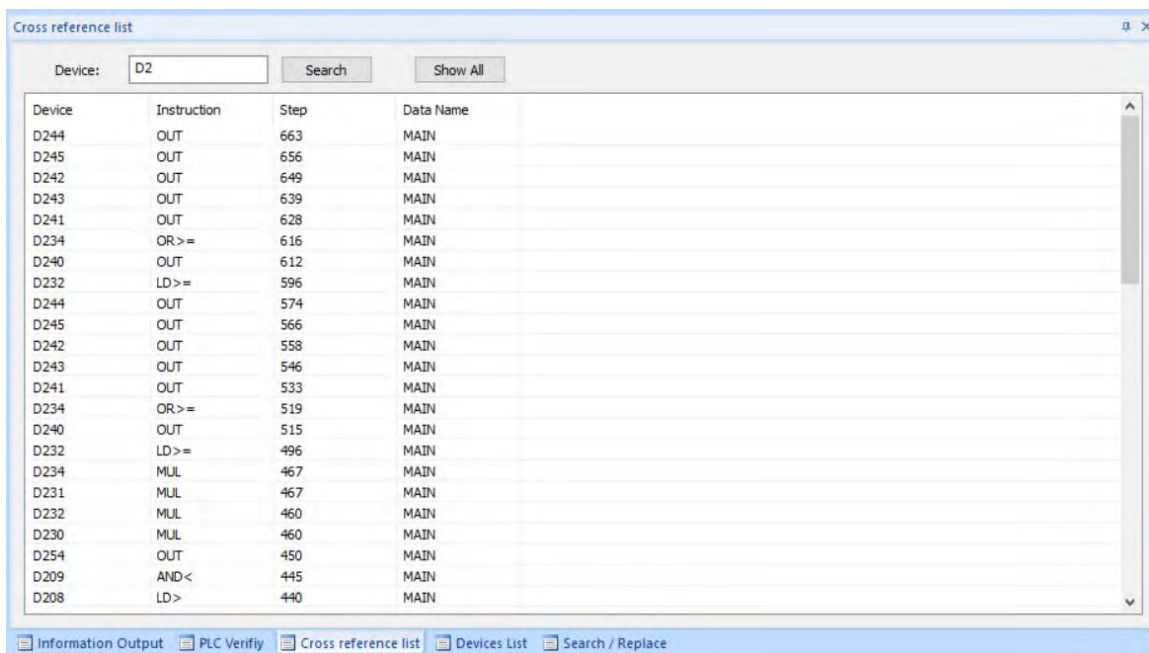 Cross reference list
Device: D2 Search Show All
Device Instruction Step Data Name
D244 OUT 663 MAIN
D245 OUT 656 MAIN
D242 OUT 649 MAIN
D243 OUT 639 MAIN
D241 OUT 628 MAIN
D234 OR>= 616 MAIN
D240 OUT 612 MAIN
D232 LD>= 596 MAIN
D244 OUT 574 MAIN
D245 OUT 566 MAIN
D242 OUT 558 MAIN
D243 OUT 546 MAIN
D241 OUT 533 MAIN
D234 OR>= 519 MAIN
D240 OUT 515 MAIN
D232 LD>= 496 MAIN
D234 MUL 467 MAIN
D231 MUL 467 MAIN
D232 MUL 460 MAIN
D230 MUL 460 MAIN
D254 OUT 450 MAIN
D209 AND< 445 MAIN
D208 LD> 440 MAIN
Information Output PLC Verifiy Cross reference list Devices List Search / Replace